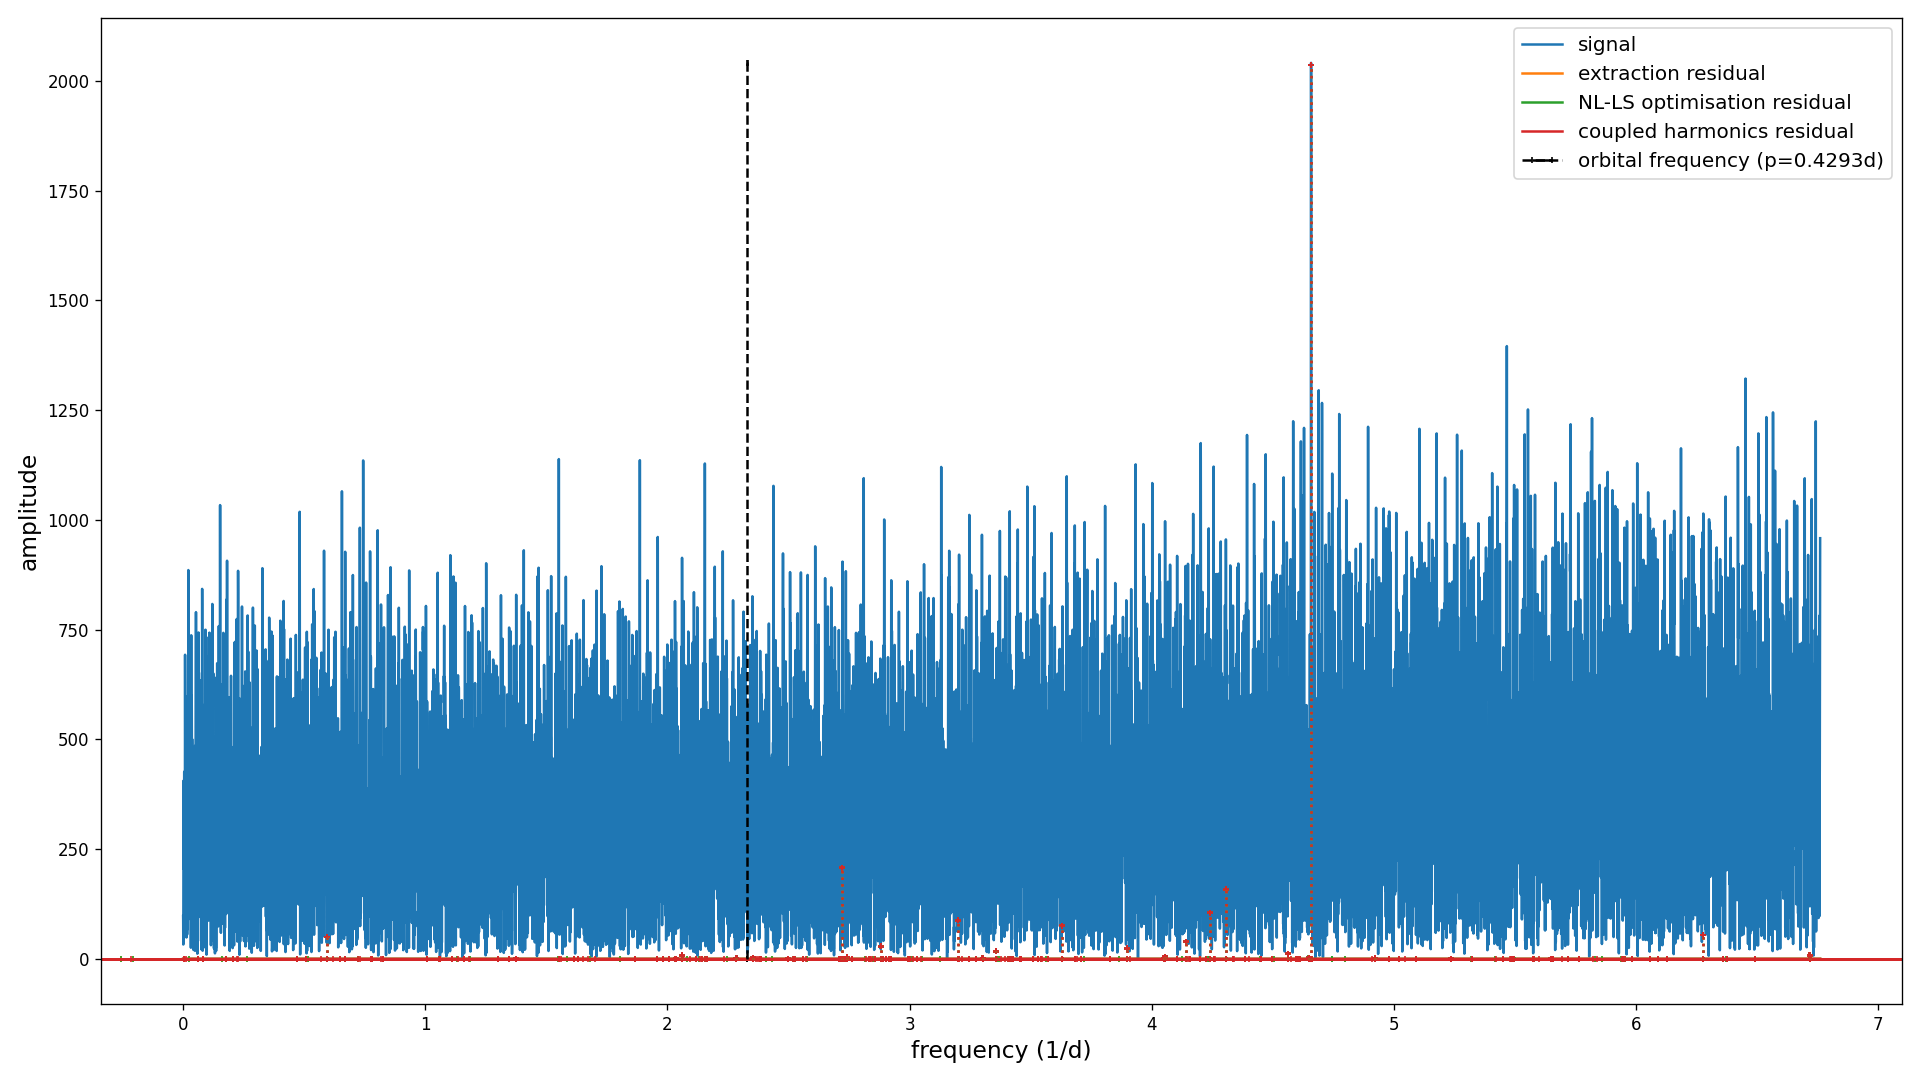 signal
extraction residual
NL-LS optimisation residual
coupled harmonics residual
orbital frequency (p=0.4293d)
2000
1750
1500
1250
1000
750
500
250
0
amplitude
0 1 2 3 4 5 6 7
frequency (1/d)